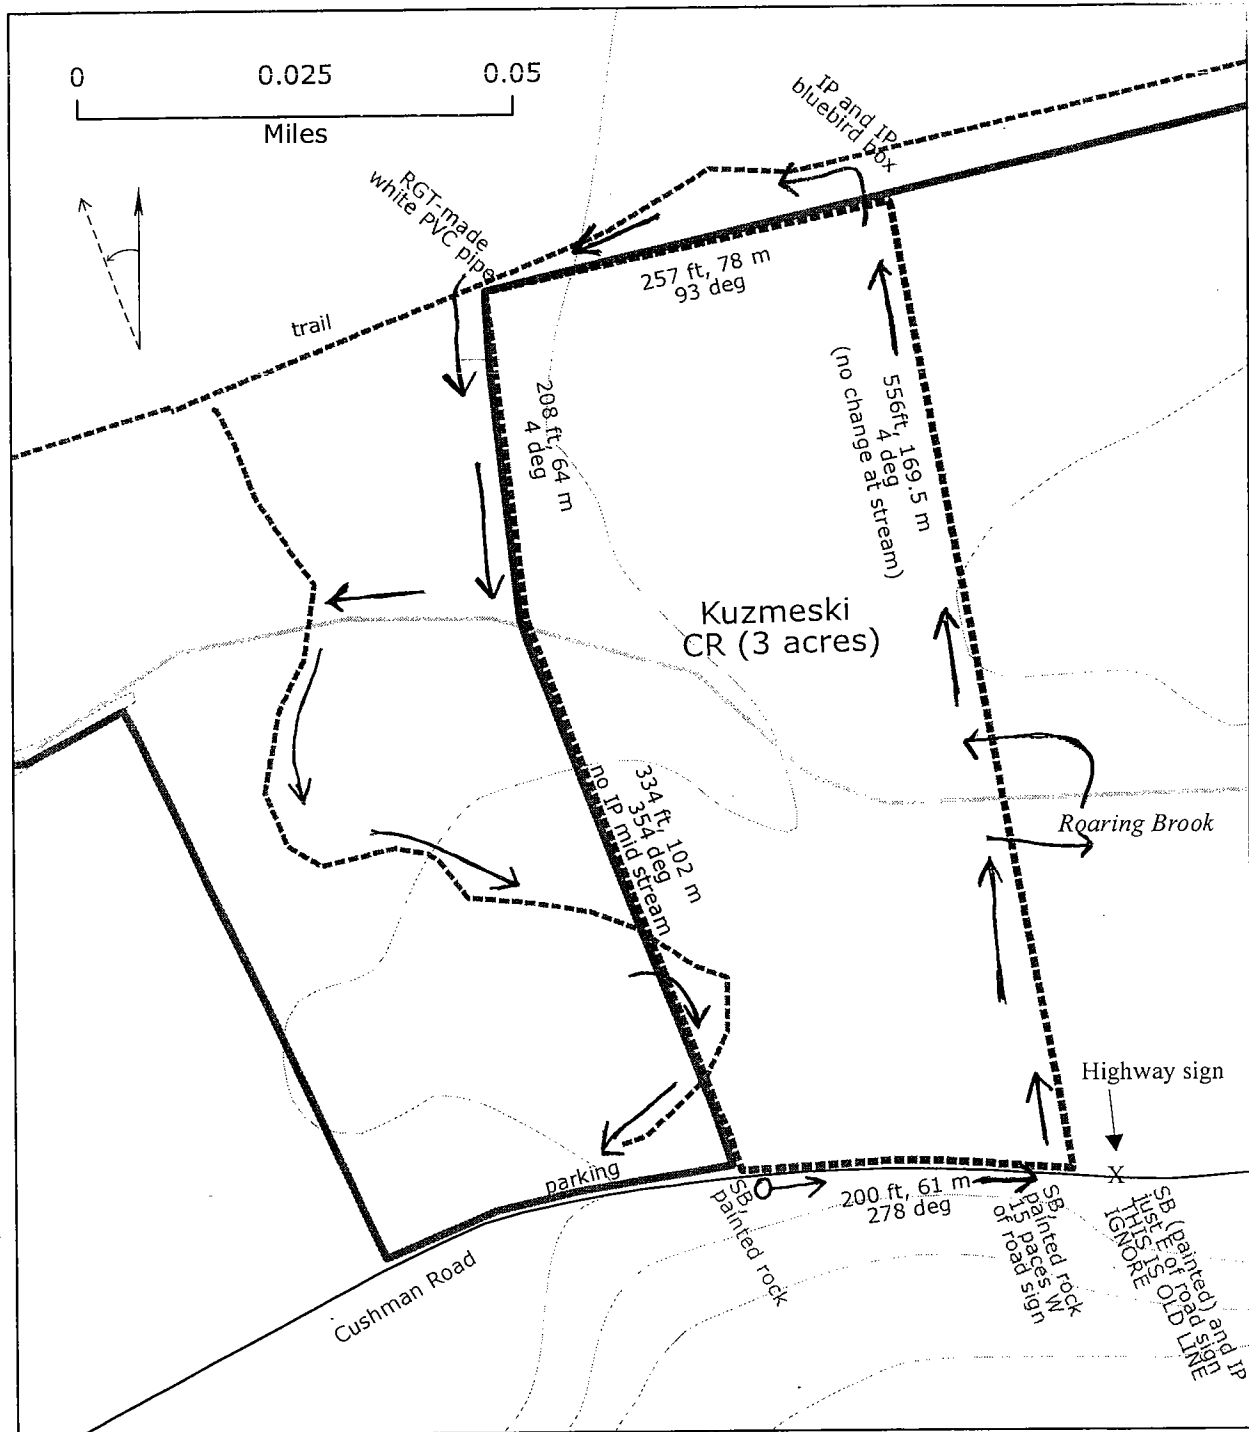 0 0.025 0.05
Miles
IP and IP
bluebird box
RGT-made
white PVC pipe
257 ft, 78 m
93 deg
trail
208 ft, 64 m
4 deg
556ft, 169.5 m
4 deg
(no change at stream)
Kuzmeski
CR (3 acres)
334 ft, 102 m
354 deg
no IP mid stream
Roaring Brook
Highway sign
X
parking
SB,
painted rock
200 ft, 61 m
278 deg
SB,
painted rock
15 paces W
of road sign
SB (painted) and IP
just E of road sign
THIS IS OLD LINE
IGNORE
Cushman Road